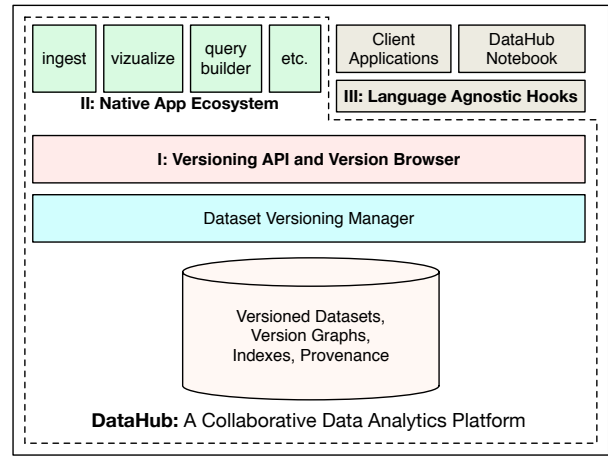 ingest
vizualize
query
builder
etc.
II: Native App Ecosystem
Client
Applications
DataHub
Notebook
III: Language Agnostic Hooks
I: Versioning API and Version Browser
Dataset Versioning Manager
Versioned Datasets,
Version Graphs,
Indexes, Provenance
DataHub: A Collaborative Data Analytics Platform